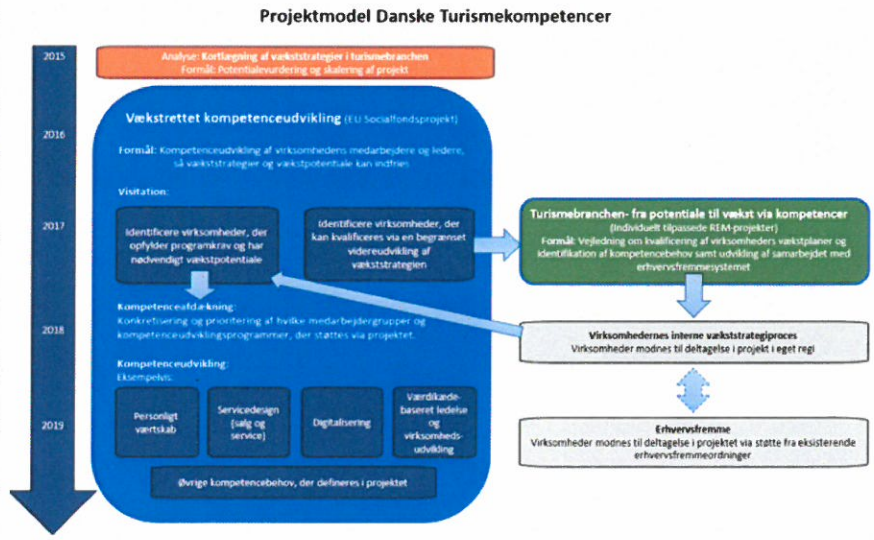 Projektmodel Danske Turismekompetencer
2015
Analyse: Kortlægning af vækststrategier i turismebranchen
Formål: Potentialevurdering og skalering af projekt
Vækstrettet kompetenceudvikling (EU Socialfondsprojekt)
2016
Formål: Kompetenceudvikling af virksomhedens medarbejdere og ledere,
så vækststrategier og vækstpotentiale kan indfries
Visitation:
2017
Identificere virksomheder, der
opfylder programkrav og har
nødvendigt vækstpotentiale
Identificere virksomheder, der
kan kvalificeres via en begrænset
videreudvikling af
vækststrategien
Turismebranchen- fra potentiale til vækst via kompetencer
(Individuelt tilpassede REM-projekter)
Formål: Vejledning om kvalificering af virksomheders vækstplaner og
identifikation af kompetencebehov samt udvikling af samarbejdet med
erhvervsfremmesystemet
Kompetenceafdækning:
Konkretisering og prioritering af hvilke medarbejdergrupper og
kompetenceudviklingsprogrammer, der støttes via projektet.
2018
Virksomhedernes interne vækststrategiproces
Virksomheder modnes til deltagelse i projekt i eget regi
Kompetenceudvikling:
Eksempelvis:
2019
Personligt
værtskab
Servicedesign
(salg og
service)
Digitalisering
Værdikæde-
baseret ledelse
og
virksomheds-
udvikling
Erhvervsfremme
Virksomheder modnes til deltagelse i projektet via støtte fra eksisterende
erhvervsfremmeordninger
Øvrige kompetencebehov, der defineres i projektet